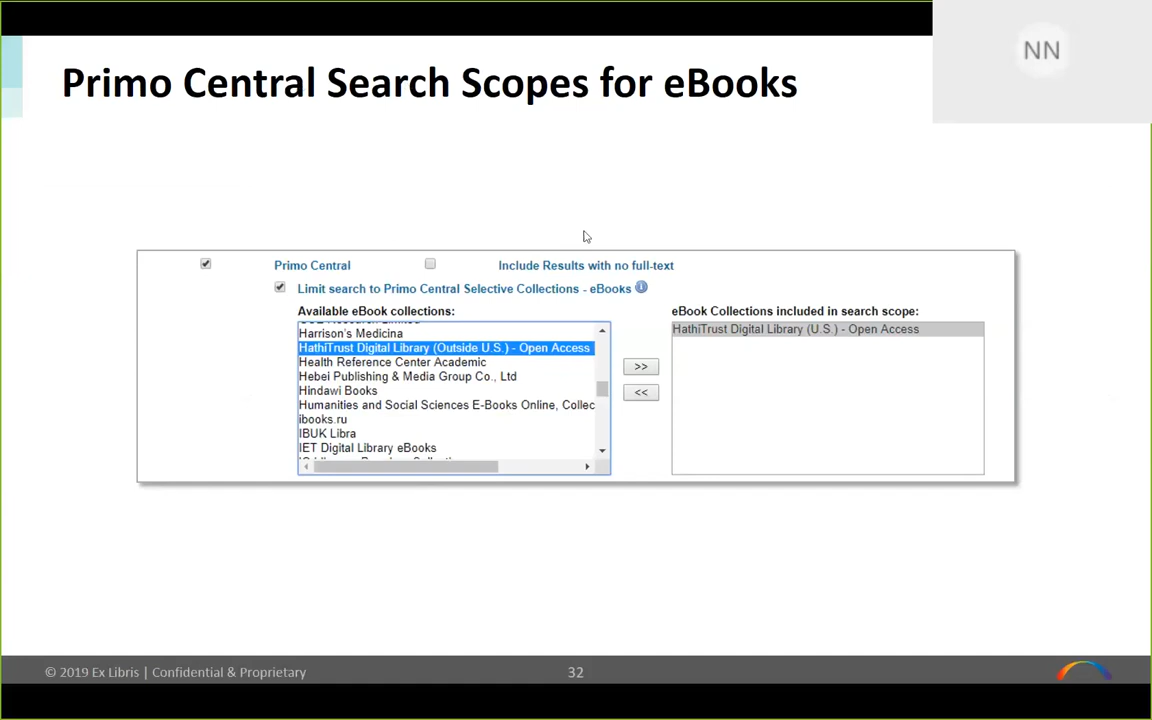 NN
Primo Central Search Scopes for eBooks
Primo Central Include Results with no full-text
Limit search to Primo Central Selective Collections - eBooks
Available eBook collections:
Harrison's Medicina
HathiTrust Digital Library (Outside U.S.) - Open Access
Health Reference Center Academic
Hebei Publishing & Media Group Co., Ltd
Hindawi Books
Humanities and Social Sciences E-Books Online, Collec
ibooks.ru
IBUK Libra
IET Digital Library eBooks
>>
<<
eBook Collections included in search scope:
HathiTrust Digital Library (U.S.) - Open Access
© 2019 Ex Libris | Confidential & Proprietary
32